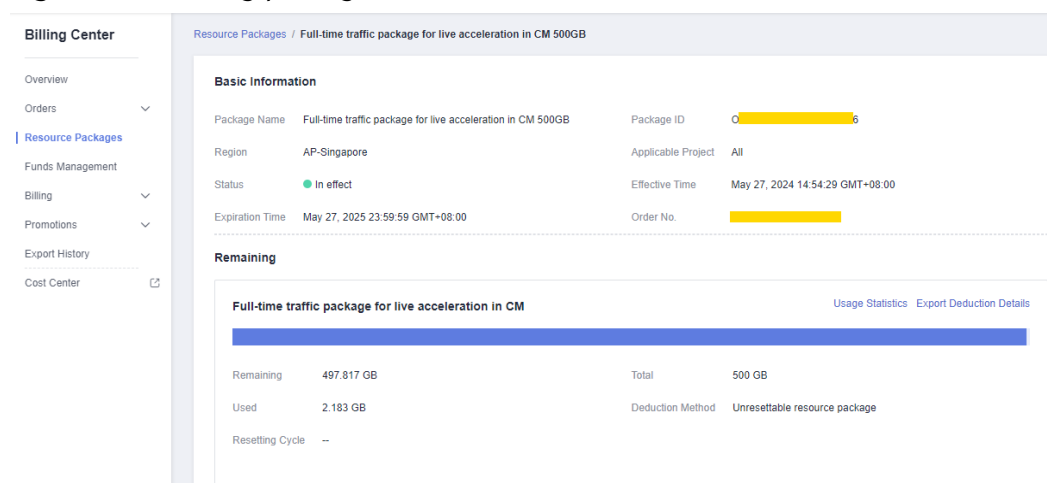 Billing Center
Overview
Orders
Resource Packages
Funds Management
Billing
Promotions
Export History
Cost Center
Resource Packages / Full-time traffic package for live acceleration in CM 500GB
Basic Information
Package Name Full-time traffic package for live acceleration in CM 500GB Package ID O 6
Region AP-Singapore Applicable Project All
Status In effect Effective Time May 27, 2024 14:54:29 GMT+08:00
Expiration Time May 27, 2025 23:59:59 GMT+08:00 Order No.
Remaining
Full-time traffic package for live acceleration in CM Usage Statistics Export Deduction Details
Remaining 497.817 GB Total 500 GB
Used 2.183 GB Deduction Method Unresettable resource package
Resetting Cycle --